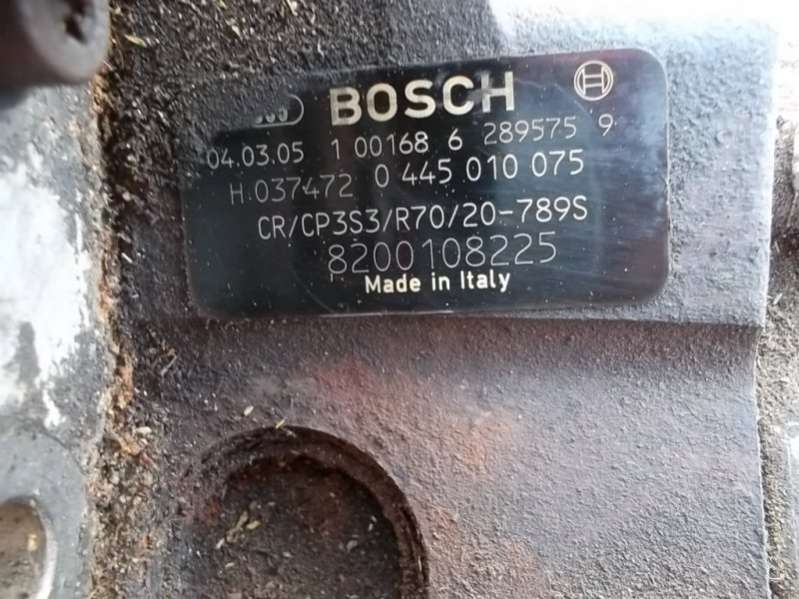 BOSCH
04.03.05 1 00168 6 289575 9
H 037472 0 445 010 075
CR/CP3S3/R70/20-789S
8200108225
Made in Italy